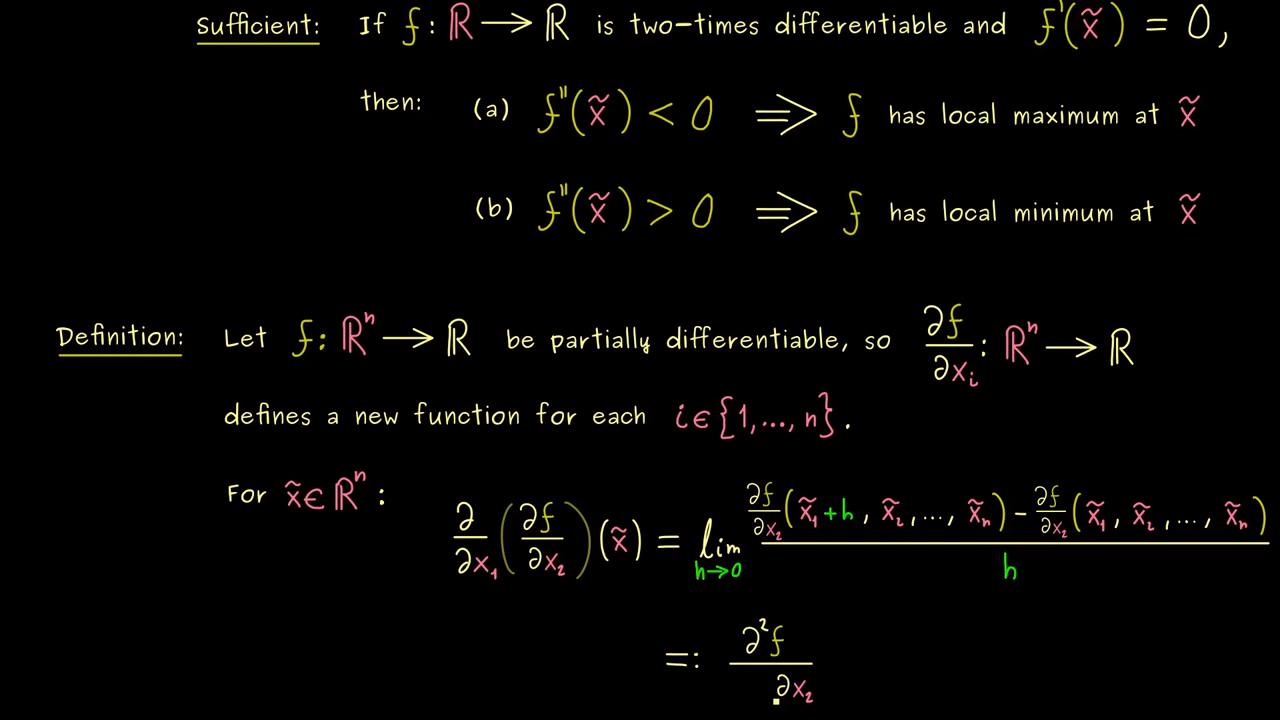 Sufficient: If f: ℝ ⟶ ℝ is two-times differentiable and f'(x̃) = 0,
then: (a) f''(x̃) < 0 ⟹ f has local maximum at x̃
(b) f''(x̃) > 0 ⟹ f has local minimum at x̃
Definition: Let f: ℝⁿ ⟶ ℝ be partially differentiable, so ∂f/∂xᵢ : ℝⁿ ⟶ ℝ
defines a new function for each i ∈ {1, ..., n}.
For x̃ ∈ ℝⁿ:
∂/∂x₁ (∂f/∂x₂)(x̃) = lim h→0 (∂f/∂x₂(x̃₁+h, x̃₂, ..., x̃ₙ) − ∂f/∂x₂(x̃₁, x̃₂, ..., x̃ₙ))/h
=: ∂²f/∂x₂